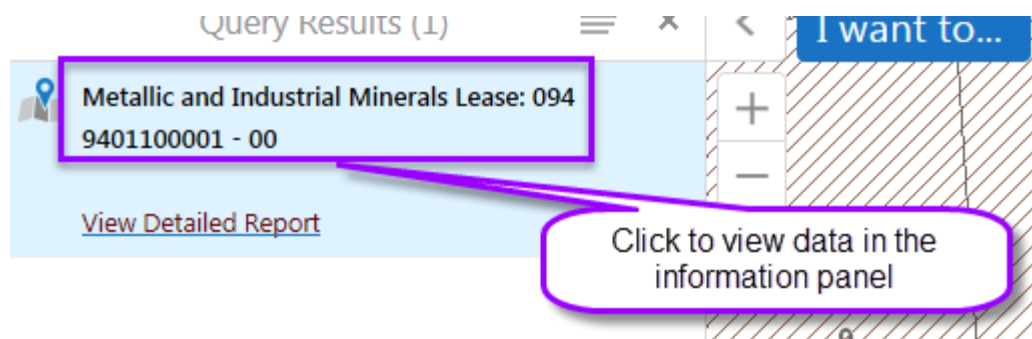 Query Results (1)
I want to...
Metallic and Industrial Minerals Lease: 094
9401100001 - 00
View Detailed Report
Click to view data in the
information panel